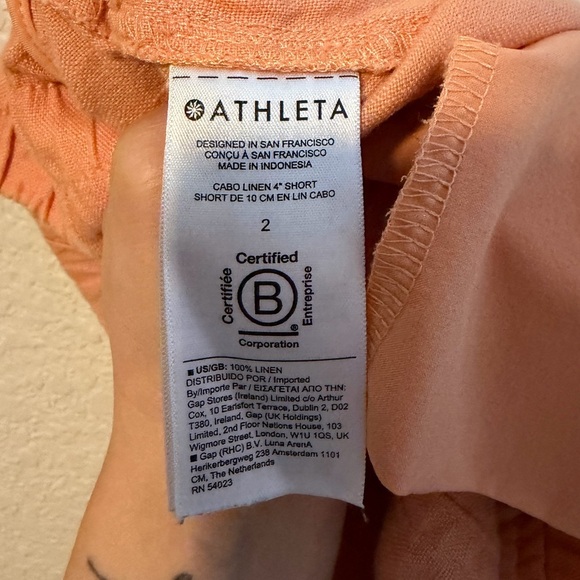 ATHLETA
DESIGNED IN SAN FRANCISCO
CONÇU À SAN FRANCISCO
MADE IN INDONESIA
CABO LINEN 4" SHORT
SHORT DE 10 CM EN LIN CABO
2
Certified
Certifiée
B
Entreprise
®
Corporation
US/GB: 100% LINEN
DISTRIBUIDO POR / Imported
By/Importe Par / ΕΙΣΑΓΕΤΑΙ ΑΠΟ ΤΗΝ:
Gap Stores (Ireland) Limited c/o Arthur
Cox, 10 Earlsfort Terrace, Dublin 2, D02
T380, Ireland, Gap (UK Holdings)
Limited, 2nd Floor Nations House, 103
Wigmore Street, London, W1U 1QS, UK
Gap (RHC) B.V. Luna ArenA
Herikerbergweg 238 Amsterdam 1101
CM, The Netherlands
RN 54023